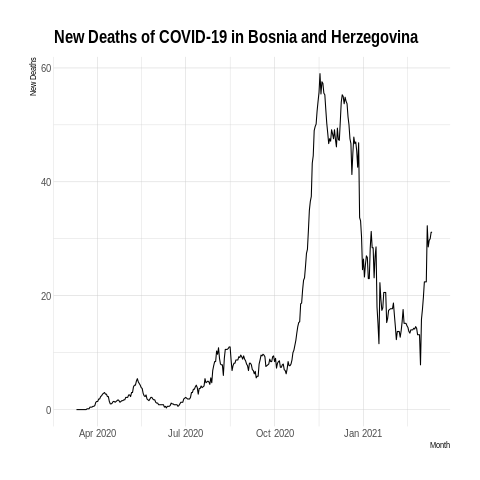 New Deaths of COVID-19 in Bosnia and Herzegovina
New Deaths
60
40
20
0
Apr 2020
Jul 2020
Oct 2020
Jan 2021
Month